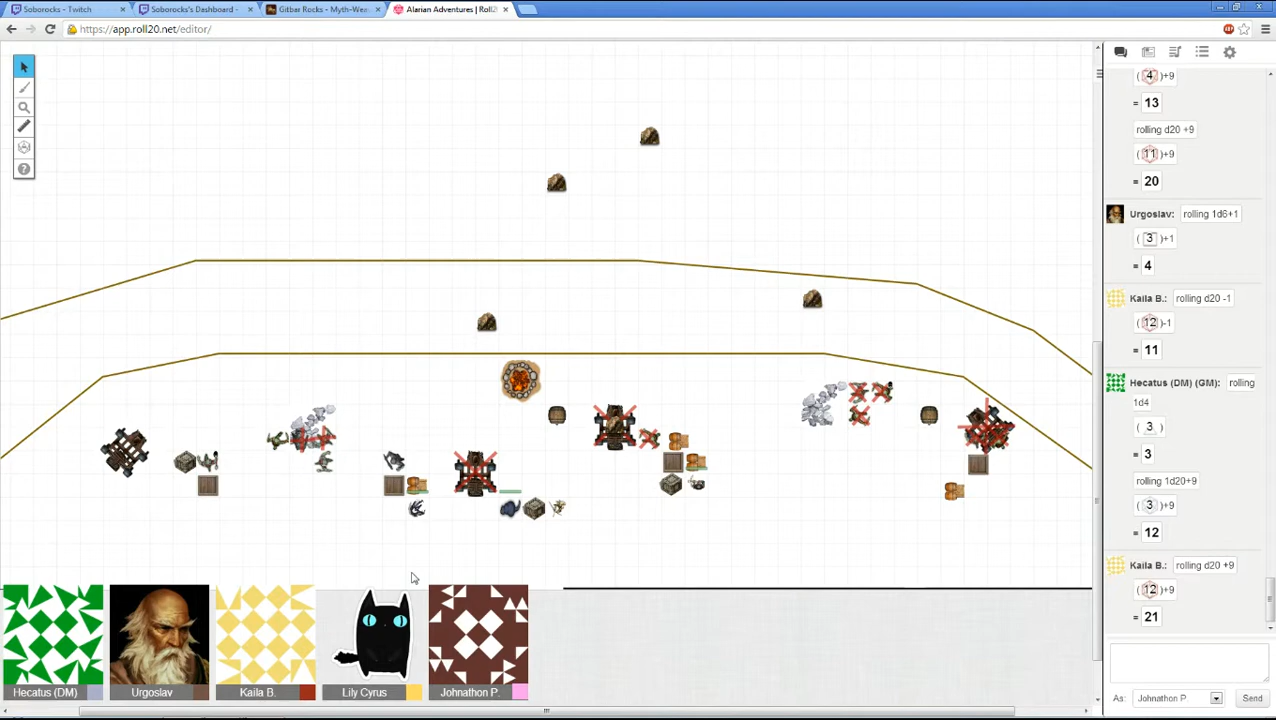 Soborocks - Twitch
Soborocks's Dashboard -
Gitbar Rocks - Myth-Wea
Alarian Adventures | Roll2
https://app.roll20.net/editor/
(4)+9
= 13
rolling d20 +9
(11)+9
= 20
Urgoslav: rolling 1d6+1
(3)+1
= 4
Kaila B.: rolling d20 -1
(12)-1
= 11
Hecatus (DM) (GM): rolling
1d4
(3)
= 3
rolling 1d20+9
(3)+9
= 12
Kaila B.: rolling d20 +9
(12)+9
= 21
Hecatus (DM)
Urgoslav
Kaila B.
Lily Cyrus
Johnathon P.
As: Johnathon P
Send